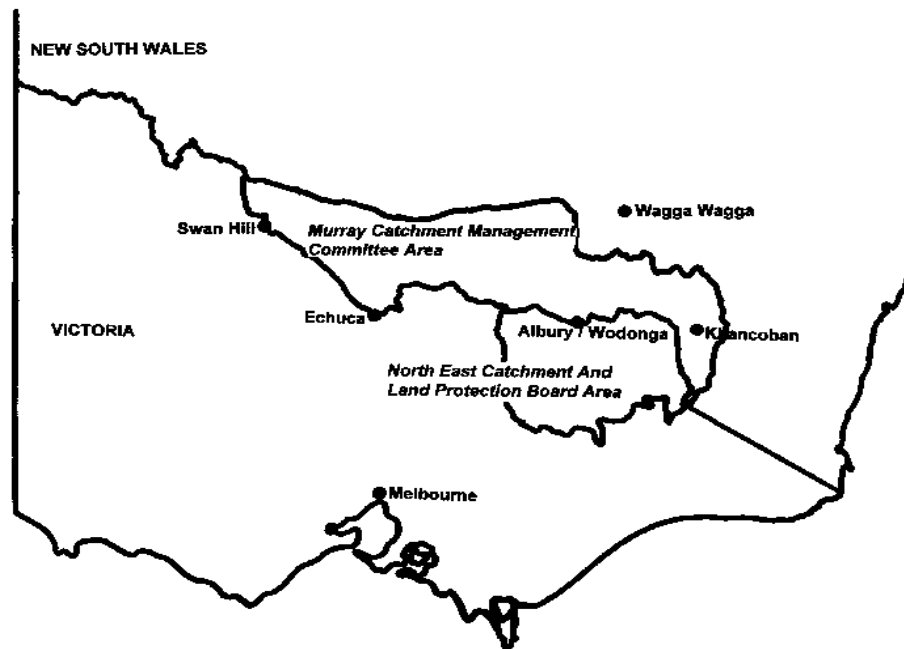 NEW SOUTH WALES
Wagga Wagga
Swan Hill
Murray Catchment Management
Committee Area
Echuca
VICTORIA
Albury / Wodonga
Khancoban
North East Catchment And
Land Protection Board Area
Melbourne